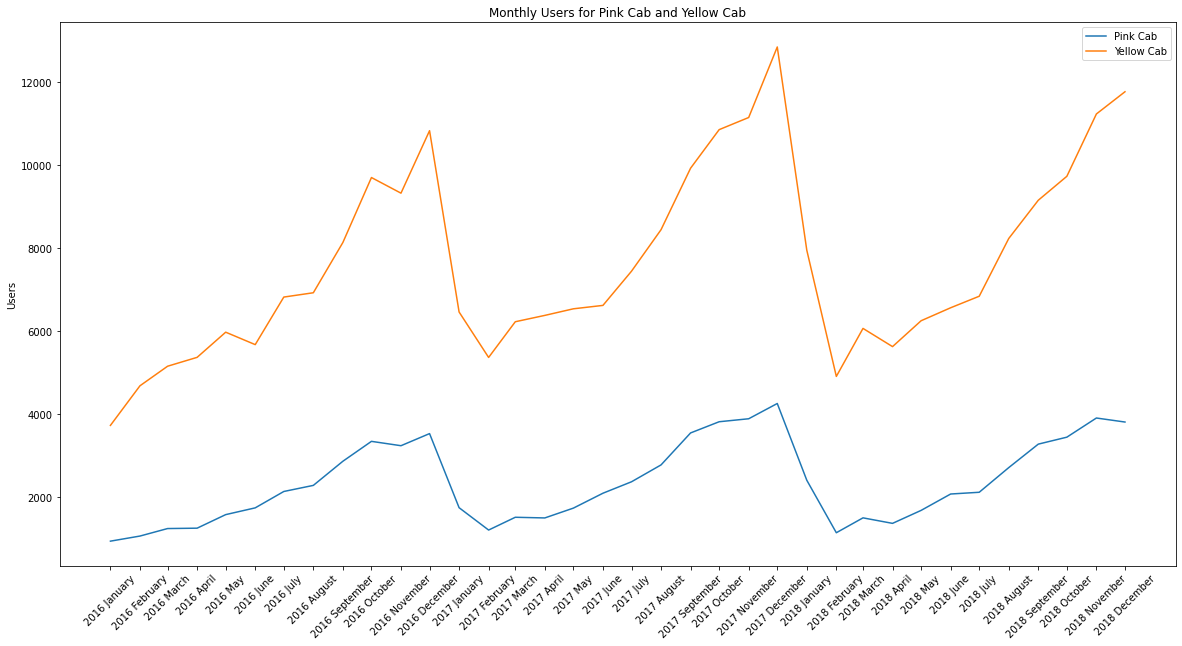 Monthly Users for Pink Cab and Yellow Cab
Pink Cab
Yellow Cab
12000
10000
8000
6000
4000
2000
Users
2016 January
2016 February
2016 March
2016 April
2016 May
2016 June
2016 July
2016 August
2016 September
2016 October
2016 November
2016 December
2017 January
2017 February
2017 March
2017 April
2017 May
2017 June
2017 July
2017 August
2017 September
2017 October
2017 November
2017 December
2018 January
2018 February
2018 March
2018 April
2018 May
2018 June
2018 July
2018 August
2018 September
2018 October
2018 November
2018 December